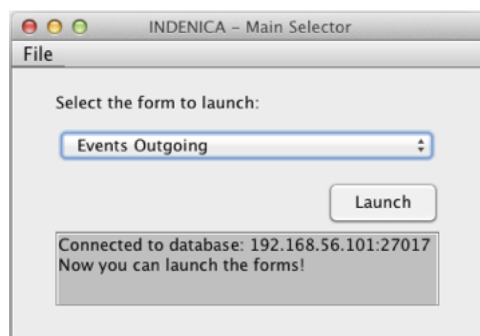 INDENICA – Main Selector
File
Select the form to launch:
Events Outgoing
Launch
Connected to database: 192.168.56.101:27017
Now you can launch the forms!